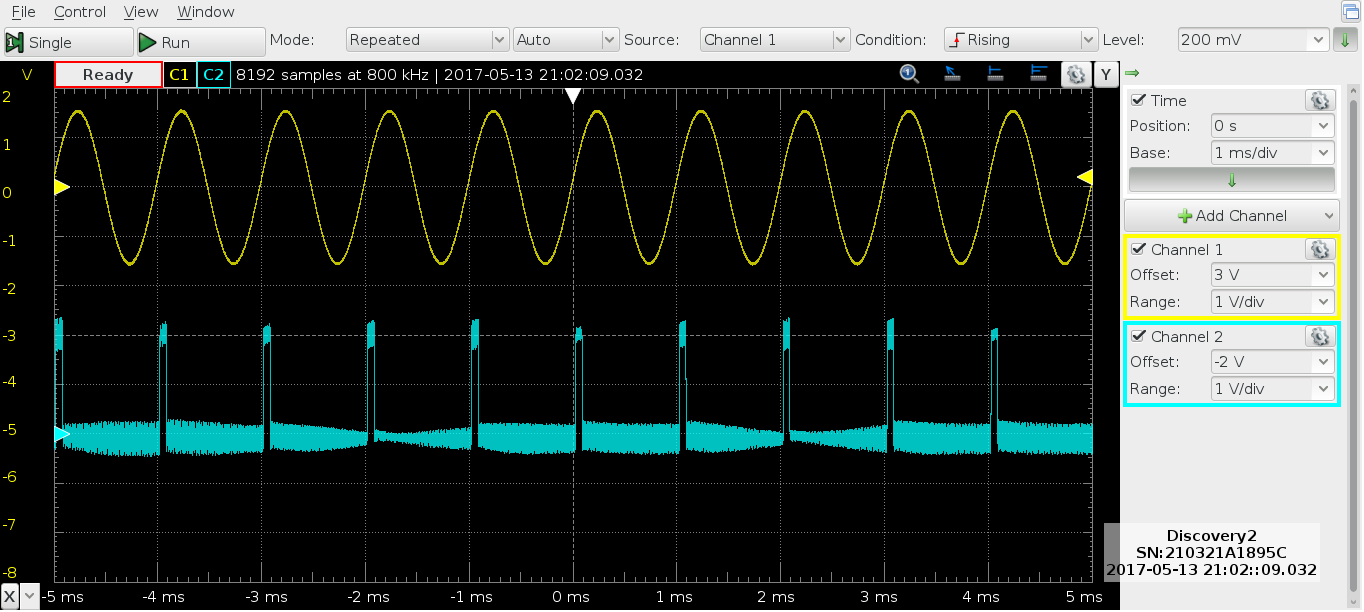 File Control View Window
Single Run Mode: Repeated Auto Source: Channel 1 Condition: Rising Level: 200 mV
V Ready C1 C2 8192 samples at 800 kHz | 2017-05-13 21:02:09.032 Y
2
1
0
-1
-2
-3
-4
-5
-6
-7
-8
X -5 ms -4 ms -3 ms -2 ms -1 ms 0 ms 1 ms 2 ms 3 ms 4 ms 5 ms
Time
Position: 0 s
Base: 1 ms/div
Add Channel
Channel 1
Offset: 3 V
Range: 1 V/div
Channel 2
Offset: -2 V
Range: 1 V/div
Discovery2
SN:210321A1895C
2017-05-13 21:02::09.032